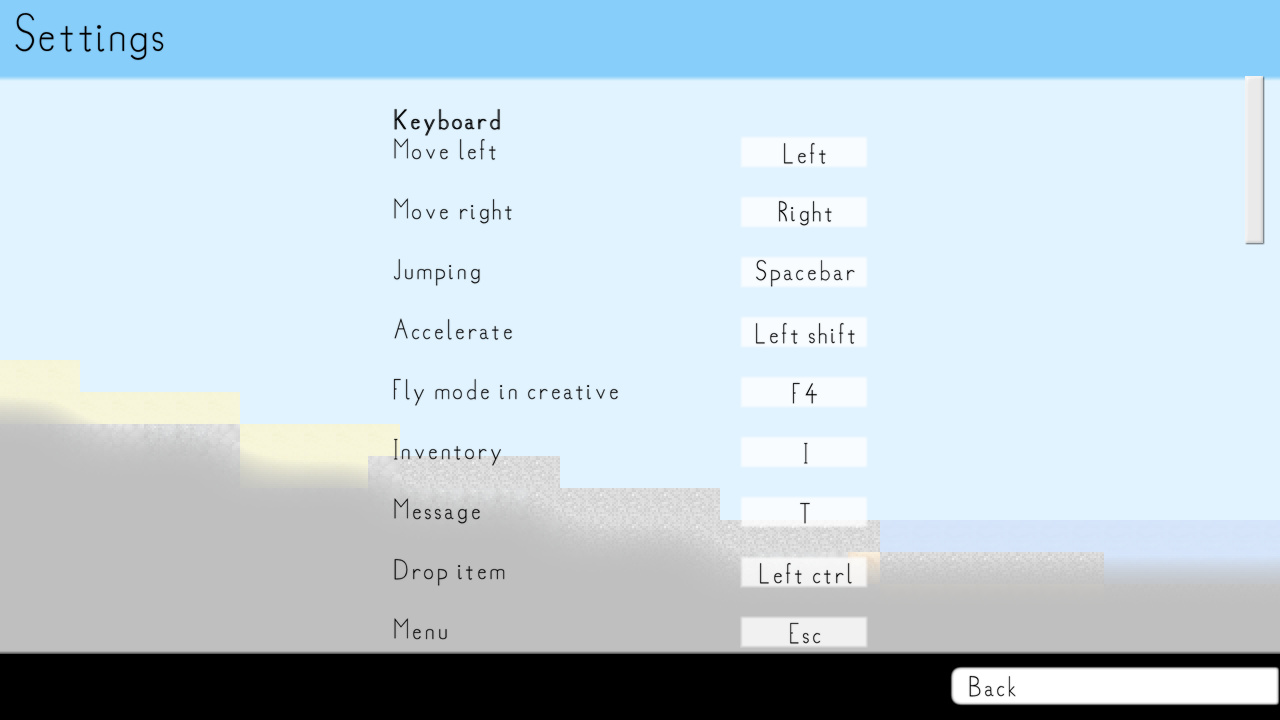 Settings
Keyboard
Move left Left
Move right Right
Jumping Spacebar
Accelerate Left shift
Fly mode in creative F4
Inventory I
Message T
Drop item Left ctrl
Menu Esc
Back